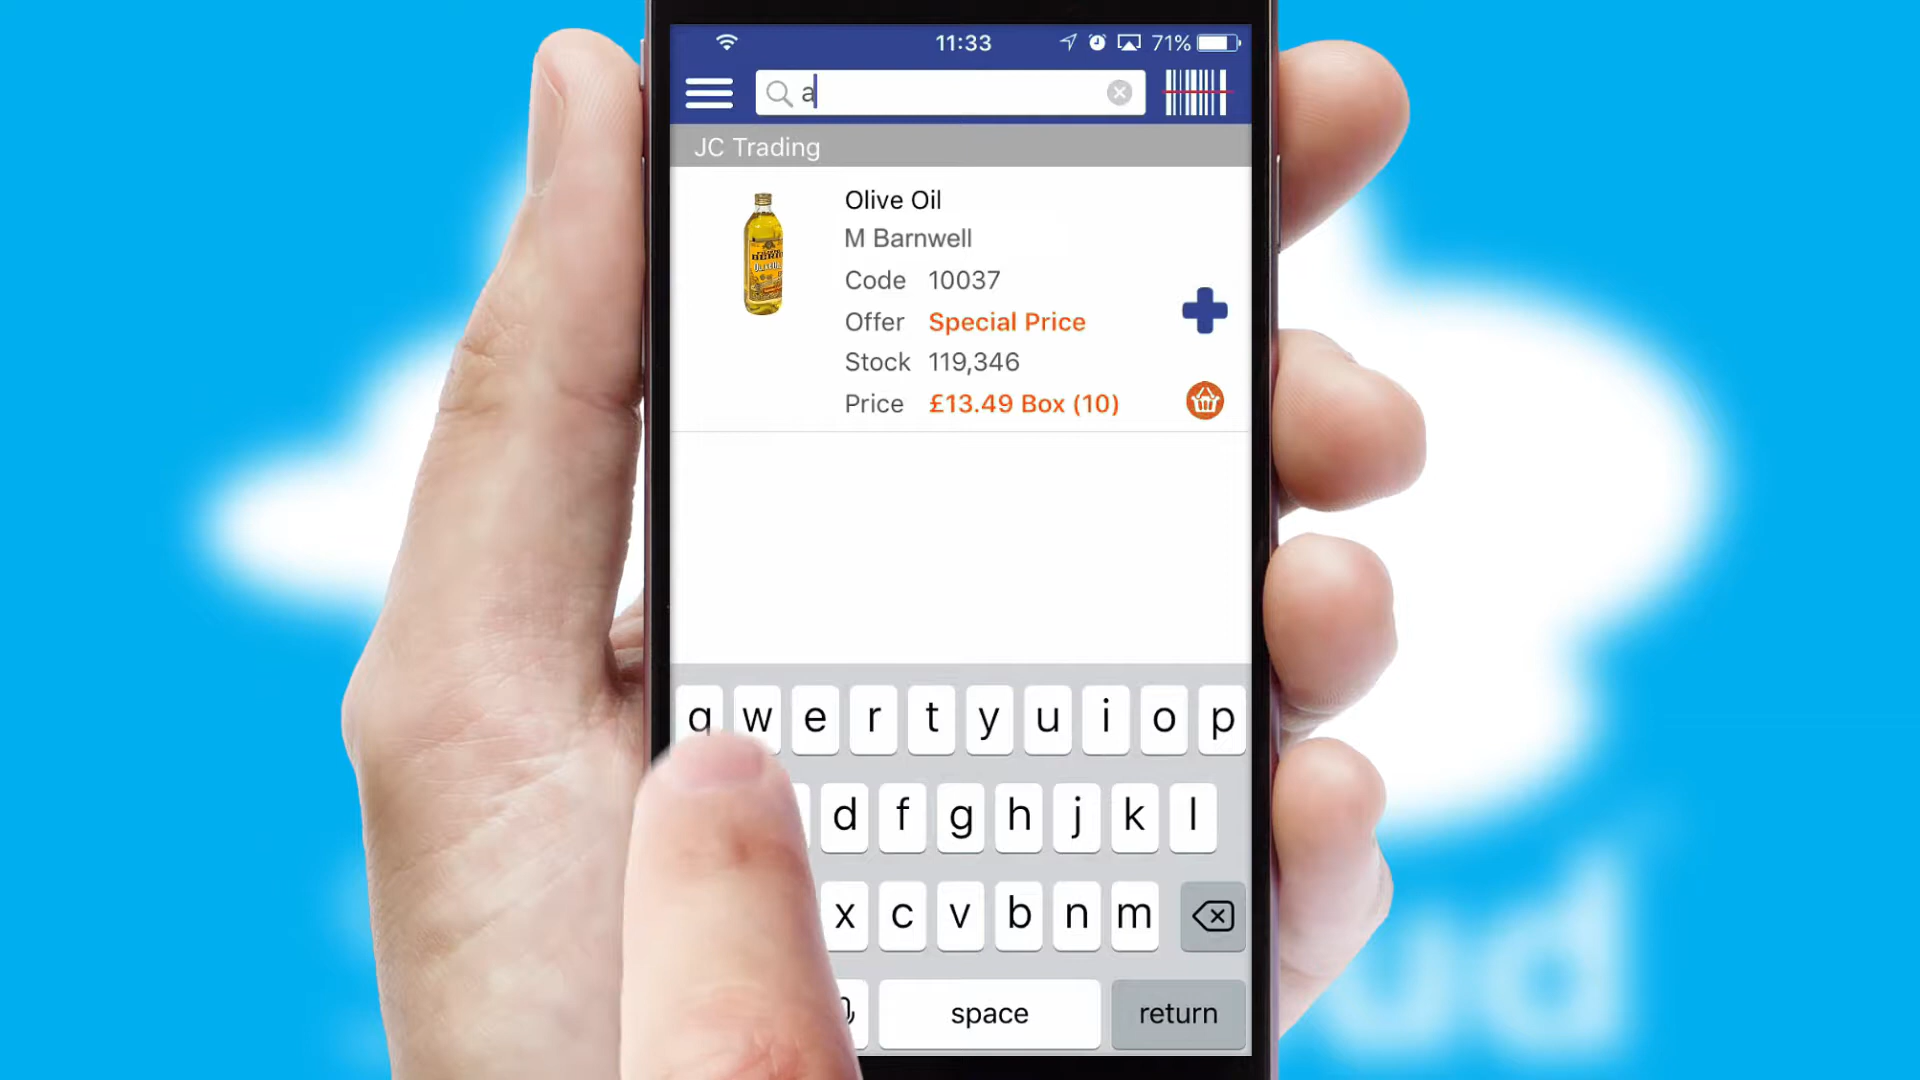 11:33
71%
a
JC Trading
Olive Oil
M Barnwell
Code 10037
Offer Special Price
Stock 119,346
Price £13.49 Box (10)
q w e r t y u i o p
d f g h j k l
x c v b n m
space return
ud